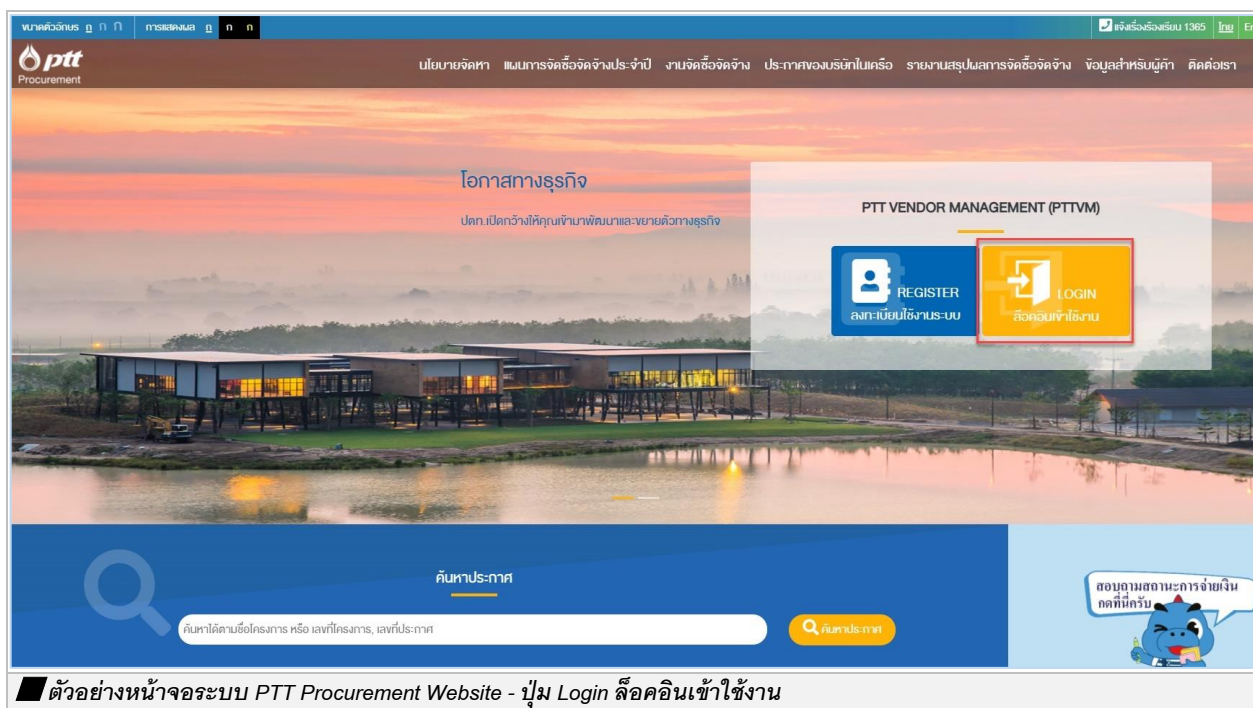 ขนาดตัวอักษร ก ก ก การแสดงผล ก ก ก
แจ้งเรื่องร้องเรียน 1365 ไทย
ptt
Procurement
นโยบายจัดหา แผนการจัดซื้อจัดจ้างประจำปี งานจัดซื้อจัดจ้าง ประกาศของบริษัทในเครือ รายงานสรุปผลการจัดซื้อจัดจ้าง ข้อมูลสำหรับผู้ค้า ติดต่อเรา
โอกาสทางธุรกิจ
ปตท.เปิดกว้างให้คุณเข้ามาพัฒนาและขยายตัวทางธุรกิจ
PTT VENDOR MANAGEMENT (PTTVM)
REGISTER
ลงทะเบียนใช้งานระบบ
LOGIN
ล็อคอินเข้าใช้งาน
ค้นหาประกาศ
ค้นหาได้ตามชื่อโครงการ หรือ เลขที่โครงการ, เลขที่ประกาศ
ค้นหาประกาศ
สอบถามสถานะการจ่ายเงิน
กดที่นี่ครับ
ตัวอย่างหน้าจอระบบ PTT Procurement Website - ปุ่ม Login ล็อคอินเข้าใช้งาน